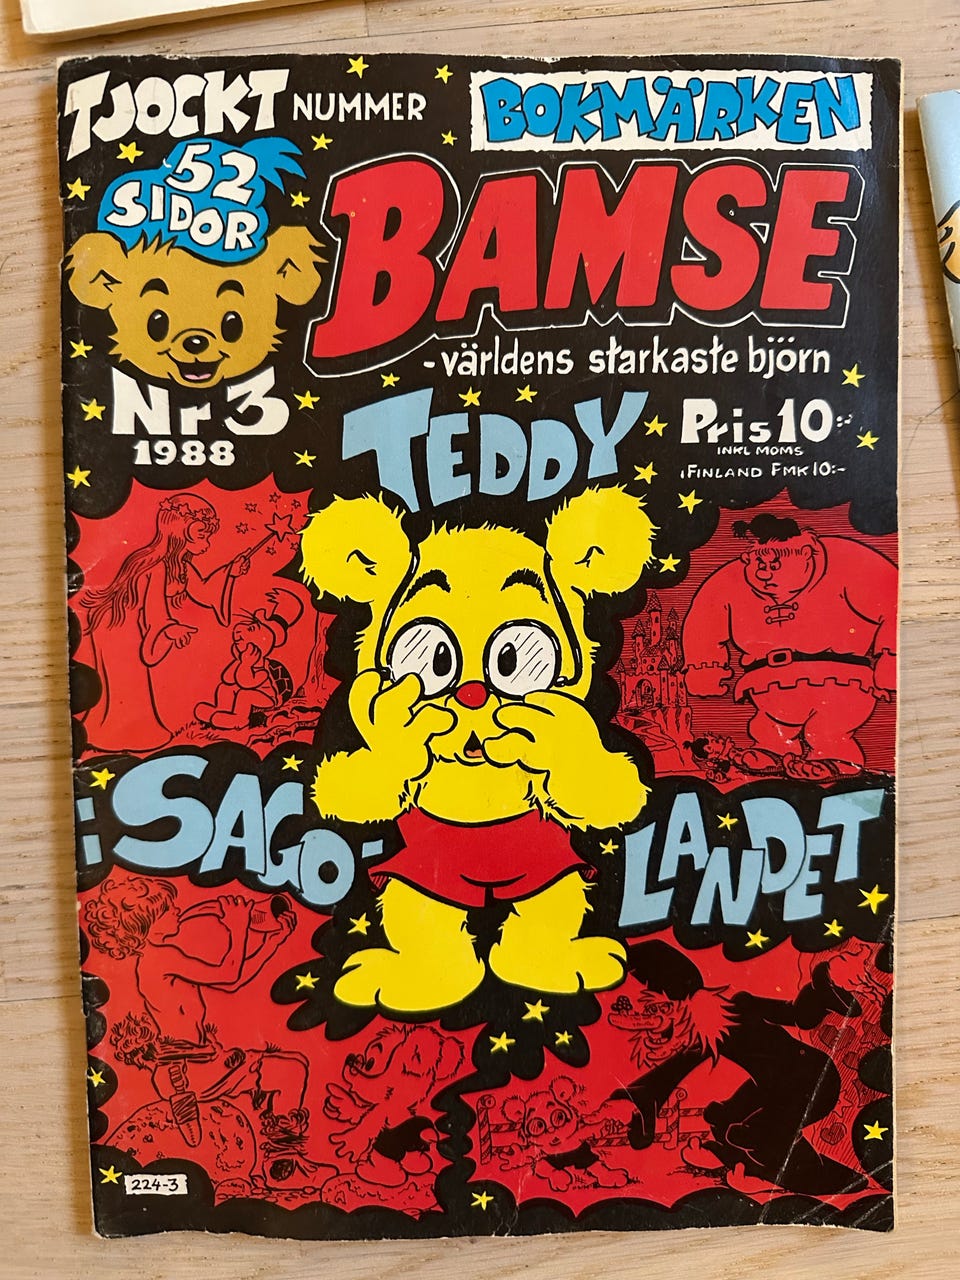 TJOCKT NUMMER
BOKMÄRKEN
52
SIDOR
BAMSE
-världens starkaste björn
Nr 3
1988
TEDDY
Pris 10:-
INKL MOMS
I FINLAND FMK 10:-
I SAGO-
LANDET
224-3